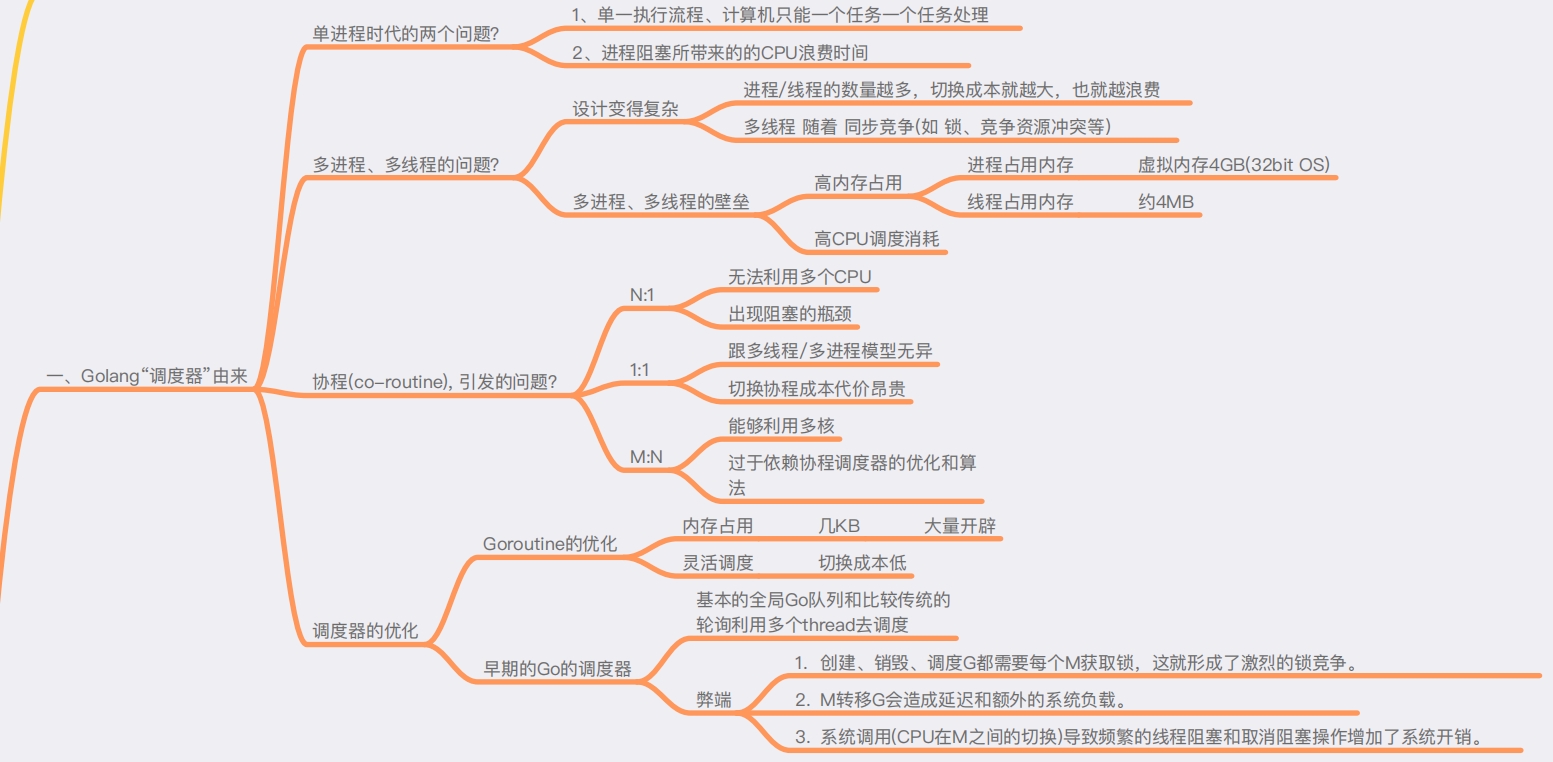 单进程时代的两个问题?
1、单一执行流程、计算机只能一个任务一个任务处理
2、进程阻塞所带来的的CPU浪费时间
多进程、多线程的问题?
设计变得复杂
进程/线程的数量越多，切换成本就越大，也就越浪费
多线程 随着 同步竞争(如 锁、竞争资源冲突等)
多进程、多线程的壁垒
高内存占用
进程占用内存 虚拟内存4GB(32bit OS)
线程占用内存 约4MB
高CPU调度消耗
一、Golang“调度器”由来
协程(co-routine), 引发的问题?
N:1
无法利用多个CPU
出现阻塞的瓶颈
1:1
跟多线程/多进程模型无异
切换协程成本代价昂贵
M:N
能够利用多核
过于依赖协程调度器的优化和算
法
调度器的优化
Goroutine的优化
内存占用 几KB 大量开辟
灵活调度 切换成本低
早期的Go的调度器
基本的全局Go队列和比较传统的
轮询利用多个thread去调度
弊端
1. 创建、销毁、调度G都需要每个M获取锁，这就形成了激烈的锁竞争。
2. M转移G会造成延迟和额外的系统负载。
3. 系统调用(CPU在M之间的切换)导致频繁的线程阻塞和取消阻塞操作增加了系统开销。